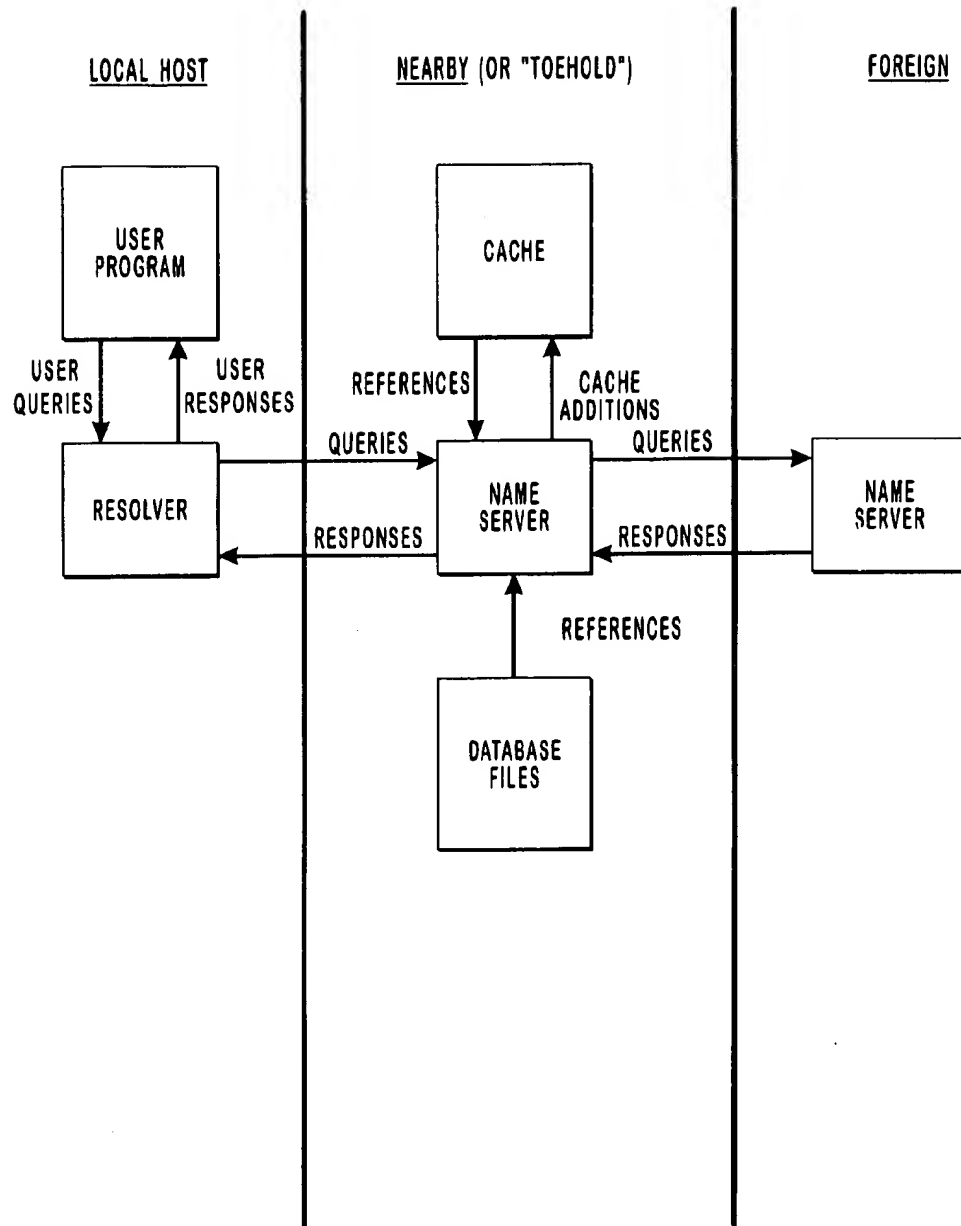 LOCAL HOST
NEARBY (OR "TOEHOLD")
FOREIGN
USER
PROGRAM
CACHE
USER
QUERIES
USER
RESPONSES
REFERENCES
CACHE
ADDITIONS
QUERIES
QUERIES
RESOLVER
NAME
SERVER
NAME
SERVER
RESPONSES
RESPONSES
REFERENCES
DATABASE
FILES